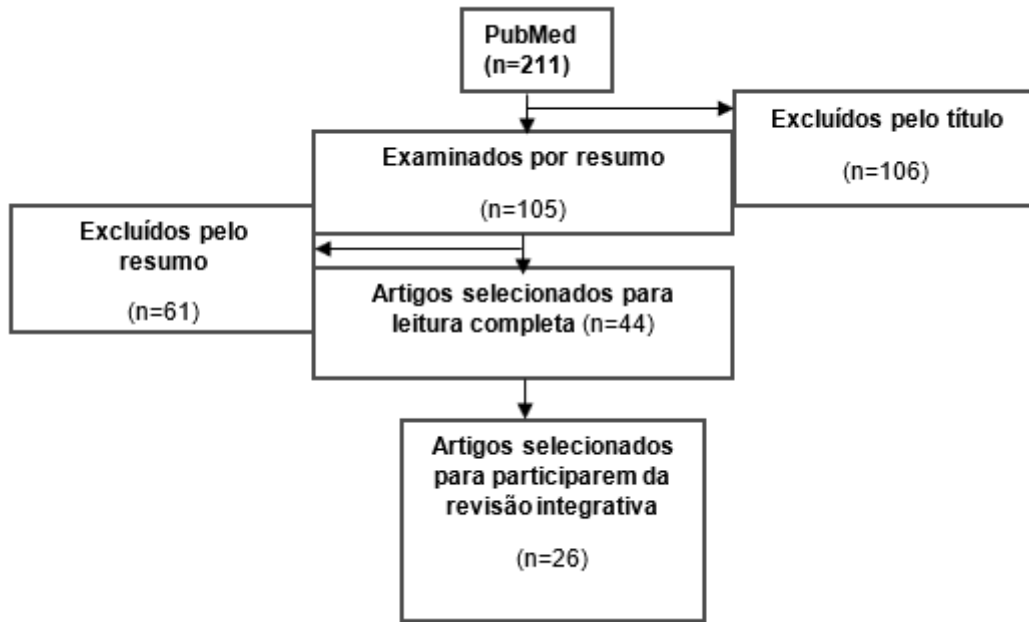 PubMed
(n=211)
Excluídos pelo título
(n=106)
Examinados por resumo
(n=105)
Excluídos pelo
resumo
(n=61)
Artigos selecionados para
leitura completa (n=44)
Artigos selecionados
para participarem da
revisão integrativa
(n=26)